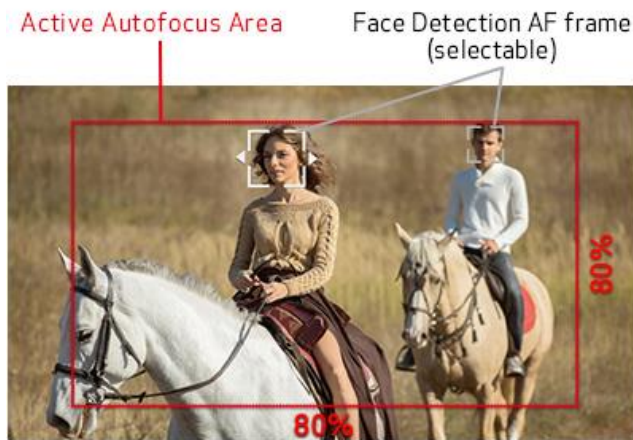 Active Autofocus Area
Face Detection AF frame
(selectable)
80%
80%